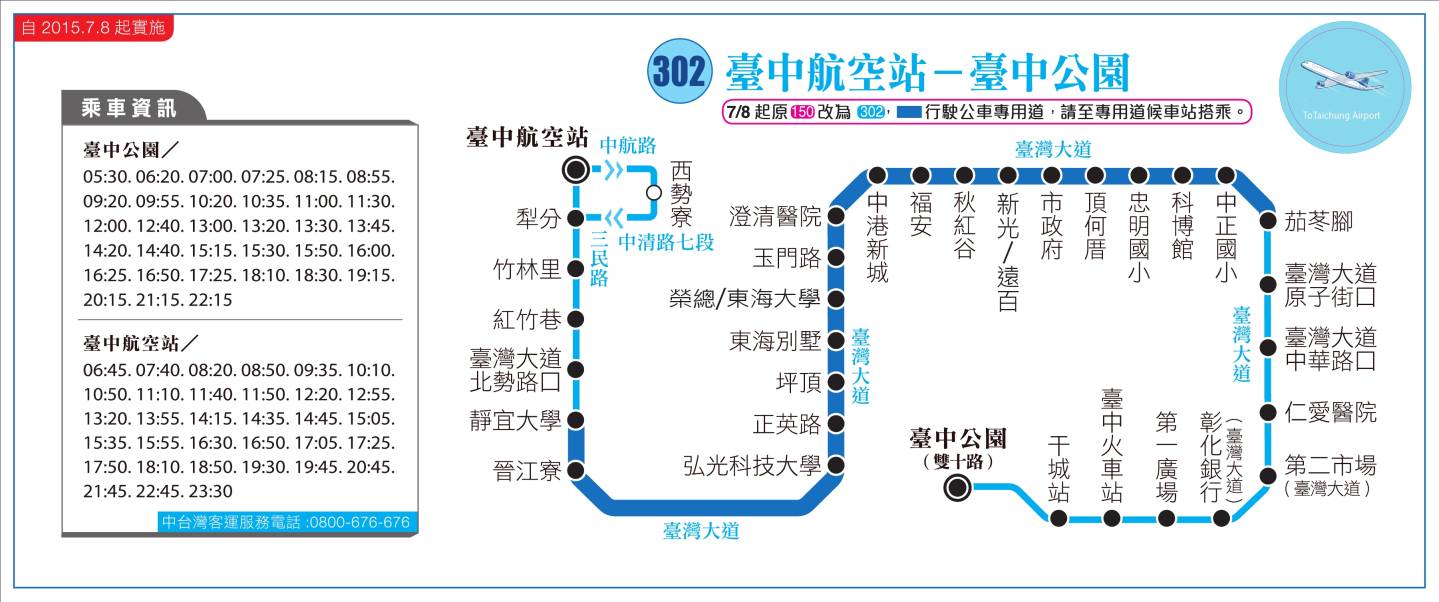 自 2015.7.8 起實施
302 臺中航空站－臺中公園
7/8 起原 150 改為 302， 行駛公車專用道，請至專用道候車站搭乘。
ToTaichung Airport
乘車資訊
臺中公園／
05:30. 06:20. 07:00. 07:25. 08:15. 08:55.
09:20. 09:55. 10:20. 10:35. 11:00. 11:30.
12:00. 12:40. 13:00. 13:20. 13:30. 13:45.
14:20. 14:40. 15:15. 15:30. 15:50. 16:00.
16:25. 16:50. 17:25. 18:10. 18:30. 19:15.
20:15. 21:15. 22:15
臺中航空站／
06:45. 07:40. 08:20. 08:50. 09:35. 10:10.
10:50. 11:10. 11:40. 11:50. 12:20. 12:55.
13:20. 13:55. 14:15. 14:35. 14:45. 15:05.
15:35. 15:55. 16:30. 16:50. 17:05. 17:25.
17:50. 18:10. 18:50. 19:30. 19:45. 20:45.
21:45. 22:45. 23:30
中台灣客運服務電話 :0800-676-676
臺中航空站
中航路
西勢寮
中清路七段
三民路
犁分
竹林里
紅竹巷
臺灣大道
北勢路口
靜宜大學
晉江寮
臺灣大道
弘光科技大學
正英路
坪頂
東海別墅
榮總/東海大學
玉門路
澄清醫院
臺灣大道
臺灣大道
中港新城
福安
秋紅谷
新光/遠百
市政府
頂何厝
忠明國小
科博館
中正國小
茄苳腳
臺灣大道
原子街口
臺灣大道
臺灣大道
中華路口
仁愛醫院
第二市場
（臺灣大道）
彰化銀行
（臺灣大道）
第一廣場
臺中火車站
干城站
臺中公園
（雙十路）